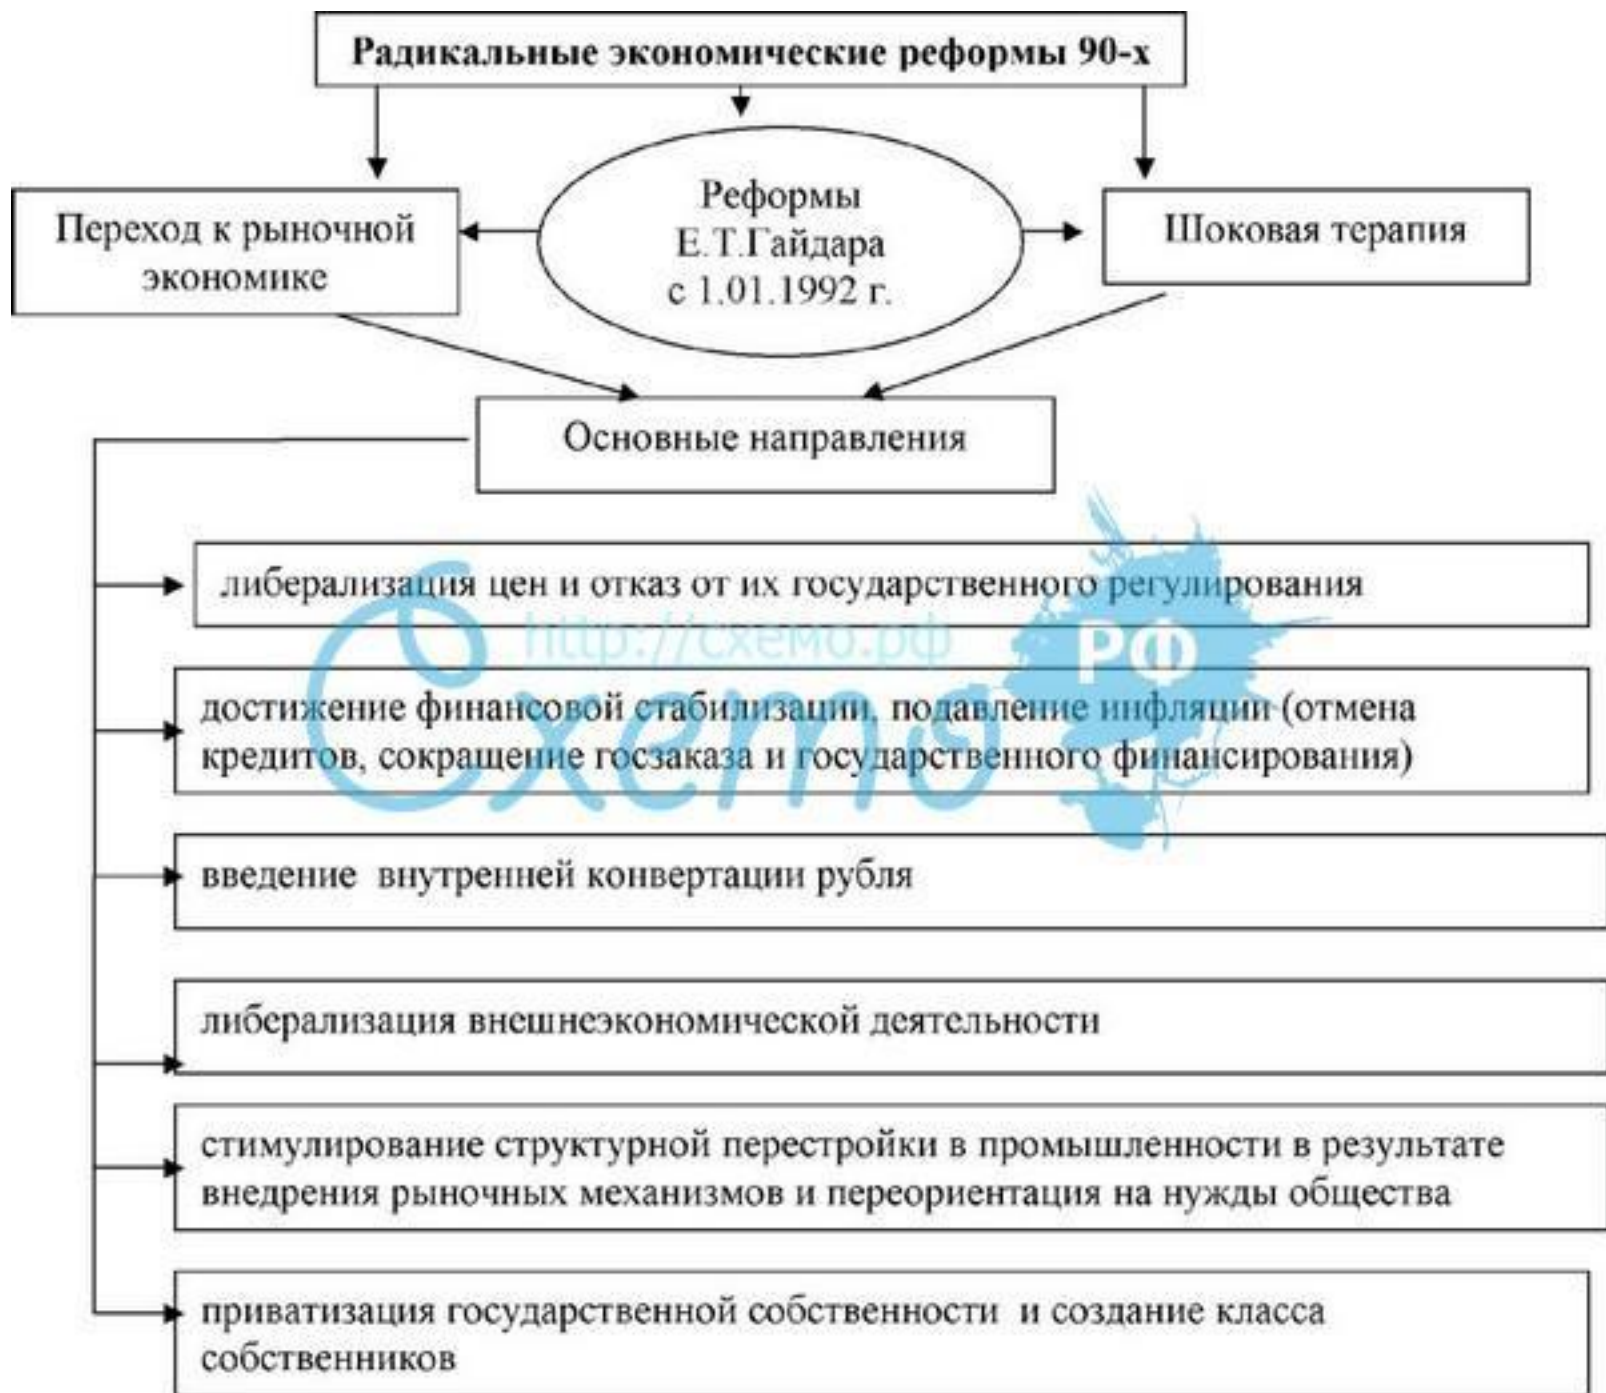 Радикальные экономические реформы 90-х
Переход к рыночной
экономике
Реформы
Е.Т.Гайдара
с 1.01.1992 г.
Шоковая терапия
Основные направления
либерализация цен и отказ от их государственного регулирования
http://схемо.рф
РФ
Схемо
достижение финансовой стабилизации, подавление инфляции (отмена
кредитов, сокращение госзаказа и государственного финансирования)
введение внутренней конвертации рубля
либерализация внешнеэкономической деятельности
стимулирование структурной перестройки в промышленности в результате
внедрения рыночных механизмов и переориентация на нужды общества
приватизация государственной собственности и создание класса
собственников